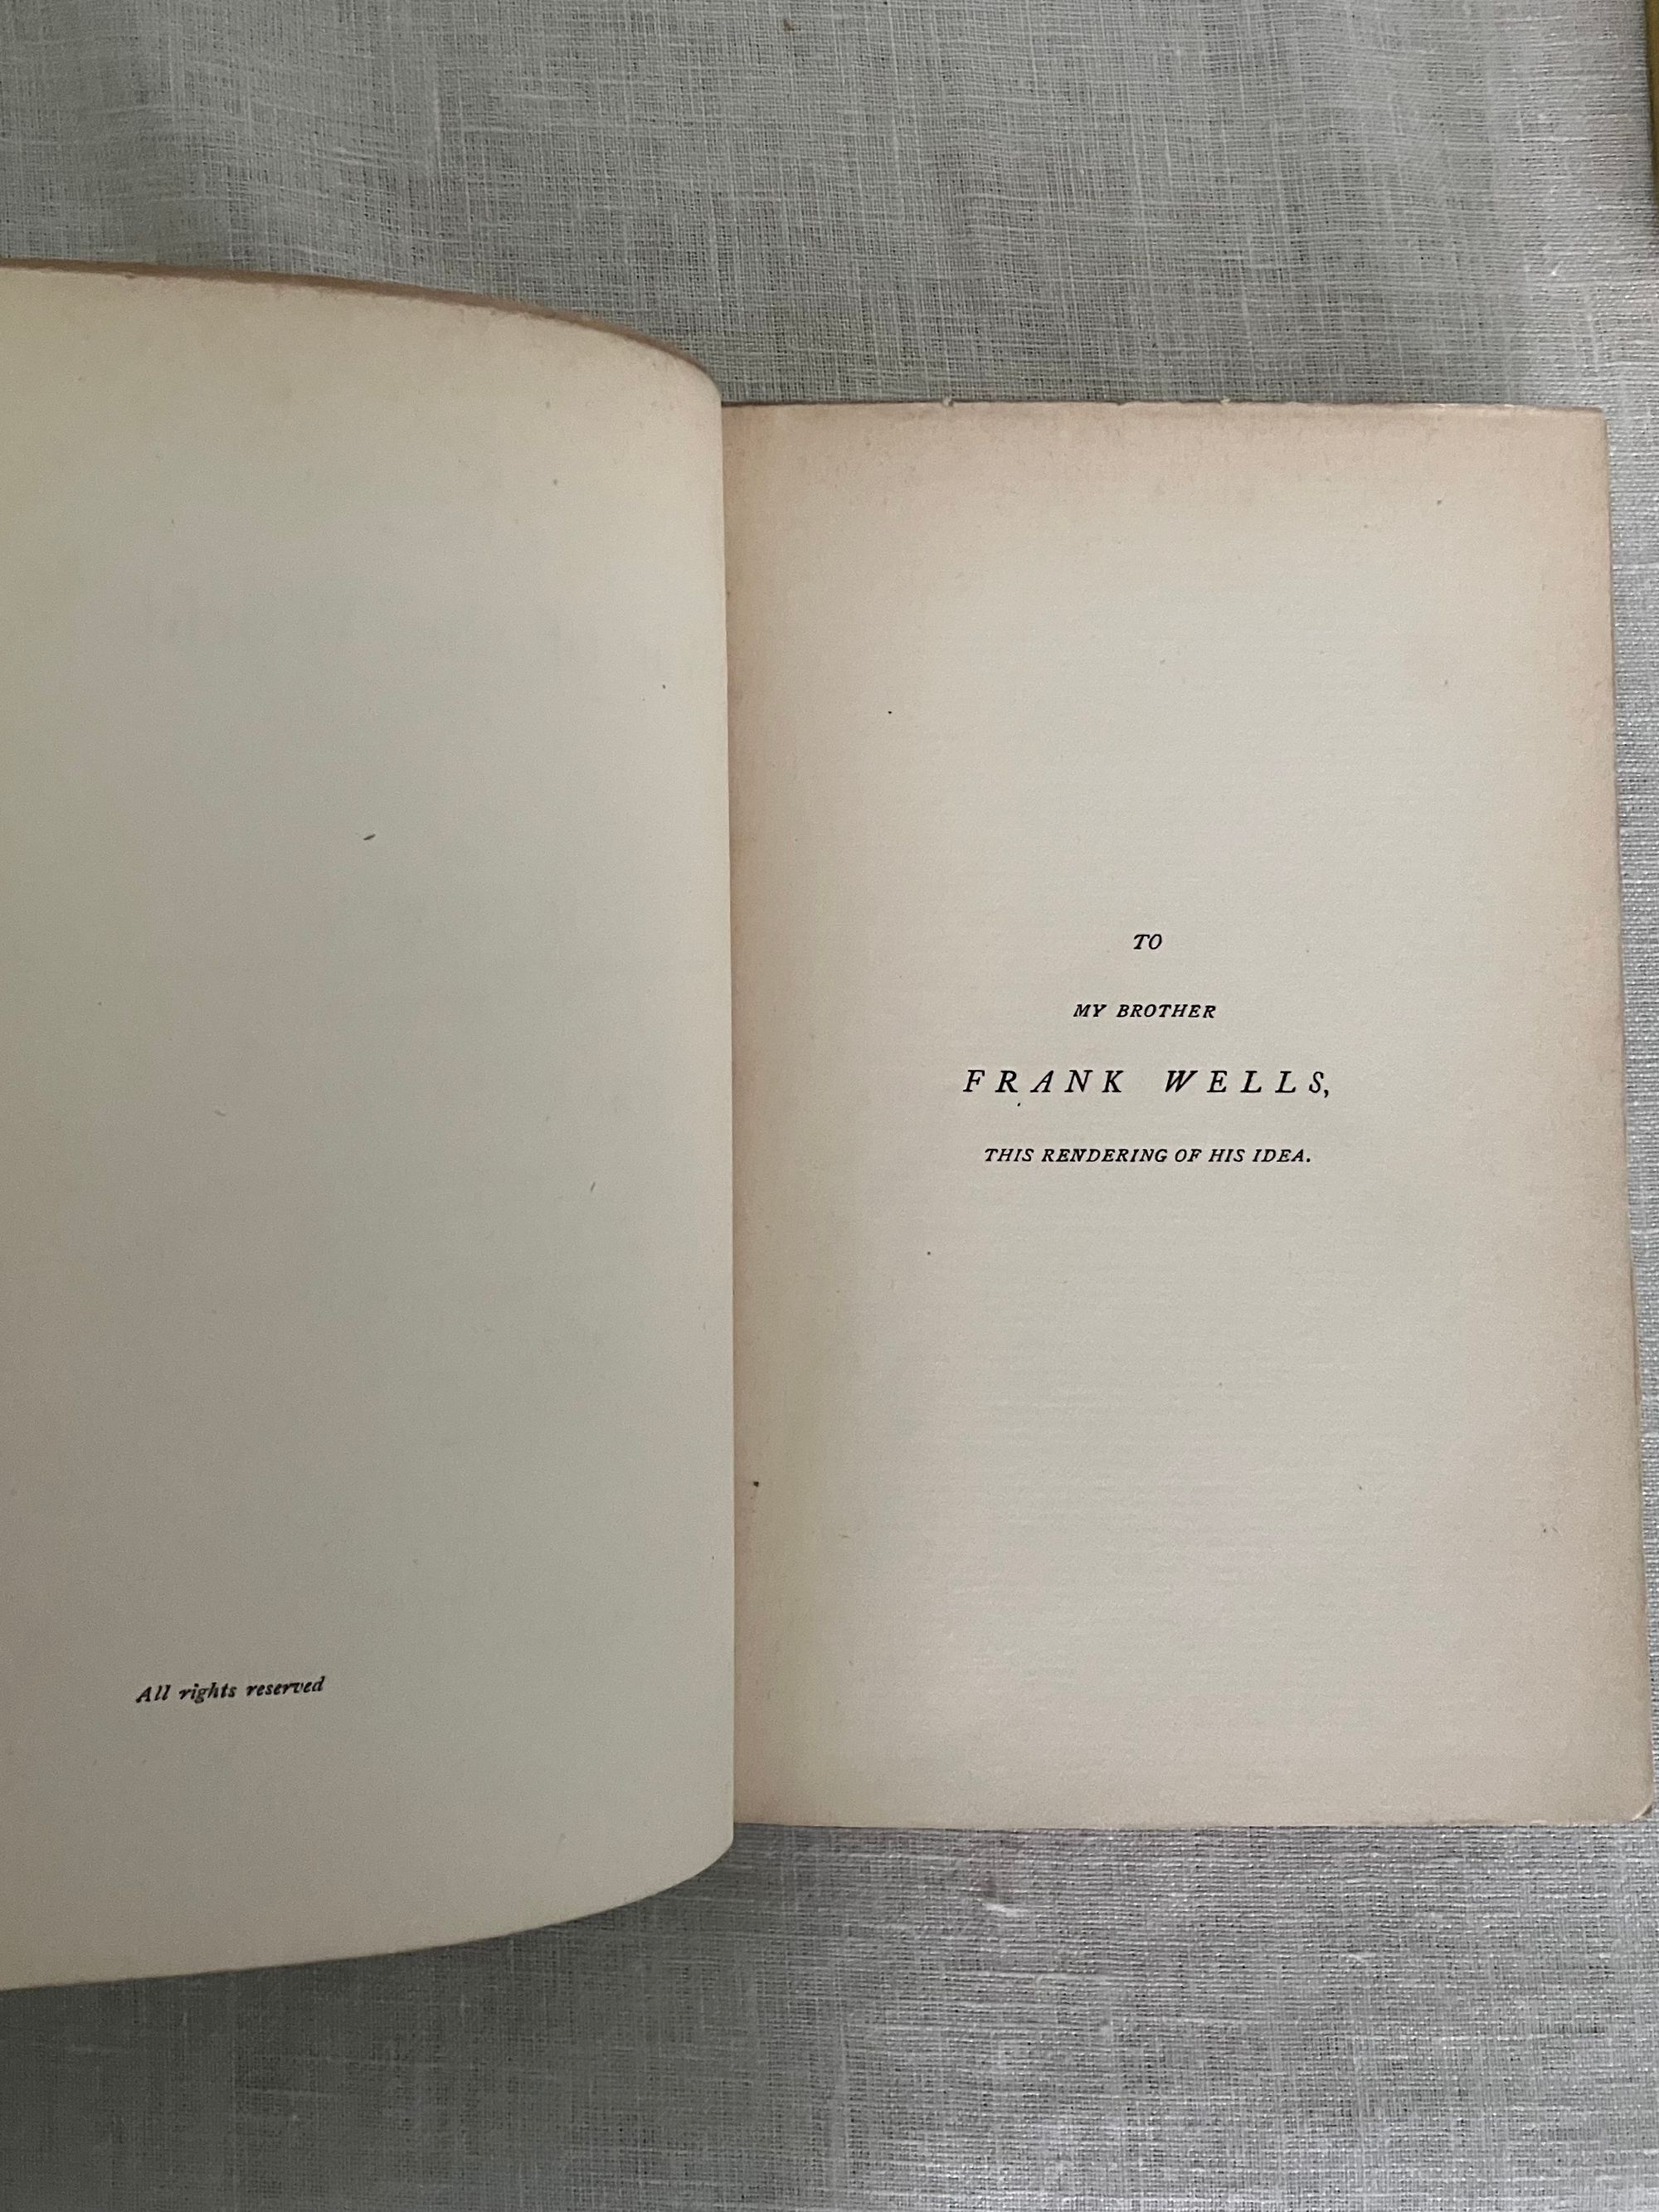 All rights reserved
TO
MY BROTHER
FRANK WELLS,
THIS RENDERING OF HIS IDEA.